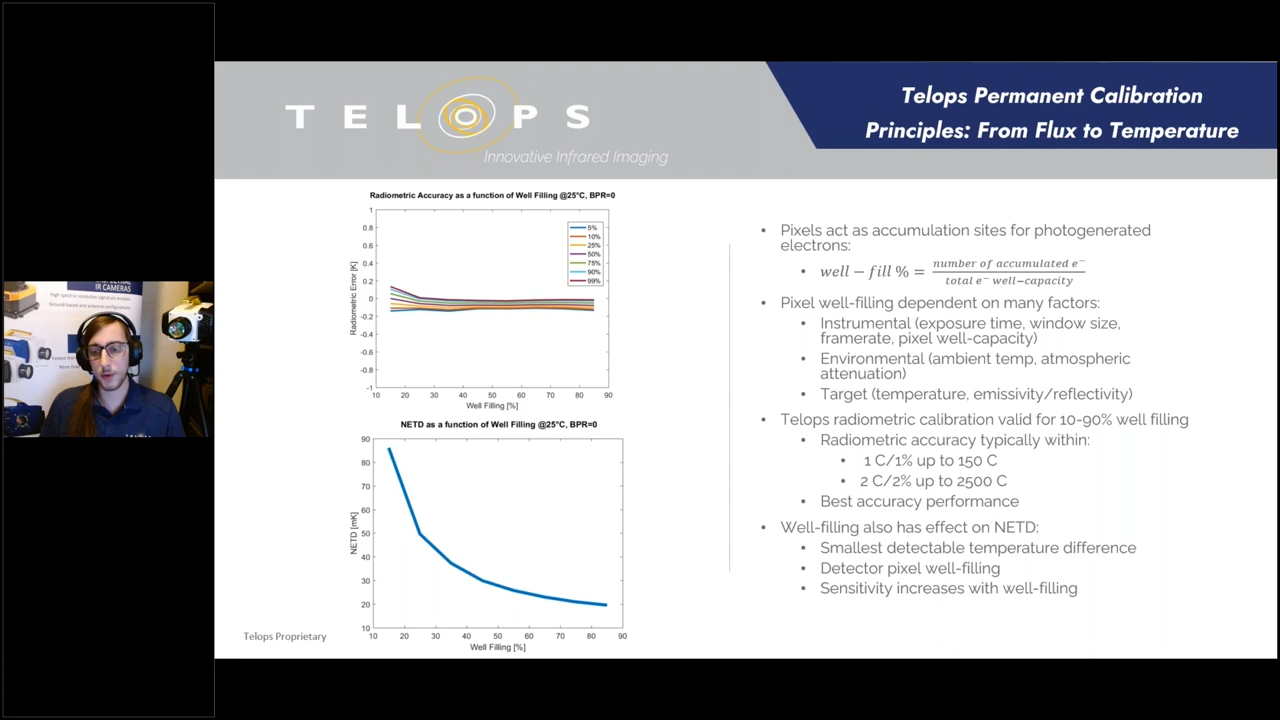 TELOPS
Innovative Infrared Imaging
Telops Permanent Calibration
Principles: From Flux to Temperature
Radiometric Accuracy as a function of Well Filling @25°C, BPR=0
1
0.8
0.6
0.4
0.2
0
-0.2
-0.4
-0.6
-0.8
-1
Radiometric Error [K]
5%
10%
25%
50%
75%
90%
99%
10 20 30 40 50 60 70 80 90
Well Filling [%]
NETD as a function of Well Filling @25°C, BPR=0
90
80
70
60
50
40
30
20
10
NETD [mK]
10 20 30 40 50 60 70 80 90
Well Filling [%]
Telops Proprietary
• Pixels act as accumulation sites for photogenerated
electrons:
• well − fill % = number of accumulated e⁻
total e⁻ well−capacity
• Pixel well-filling dependent on many factors:
• Instrumental (exposure time, window size,
framerate, pixel well-capacity)
• Environmental (ambient temp, atmospheric
attenuation)
• Target (temperature, emissivity/reflectivity)
• Telops radiometric calibration valid for 10-90% well filling
• Radiometric accuracy typically within:
• 1 C/1% up to 150 C
• 2 C/2% up to 2500 C
• Best accuracy performance
• Well-filling also has effect on NETD:
• Smallest detectable temperature difference
• Detector pixel well-filling
• Sensitivity increases with well-filling
IR CAMERAS